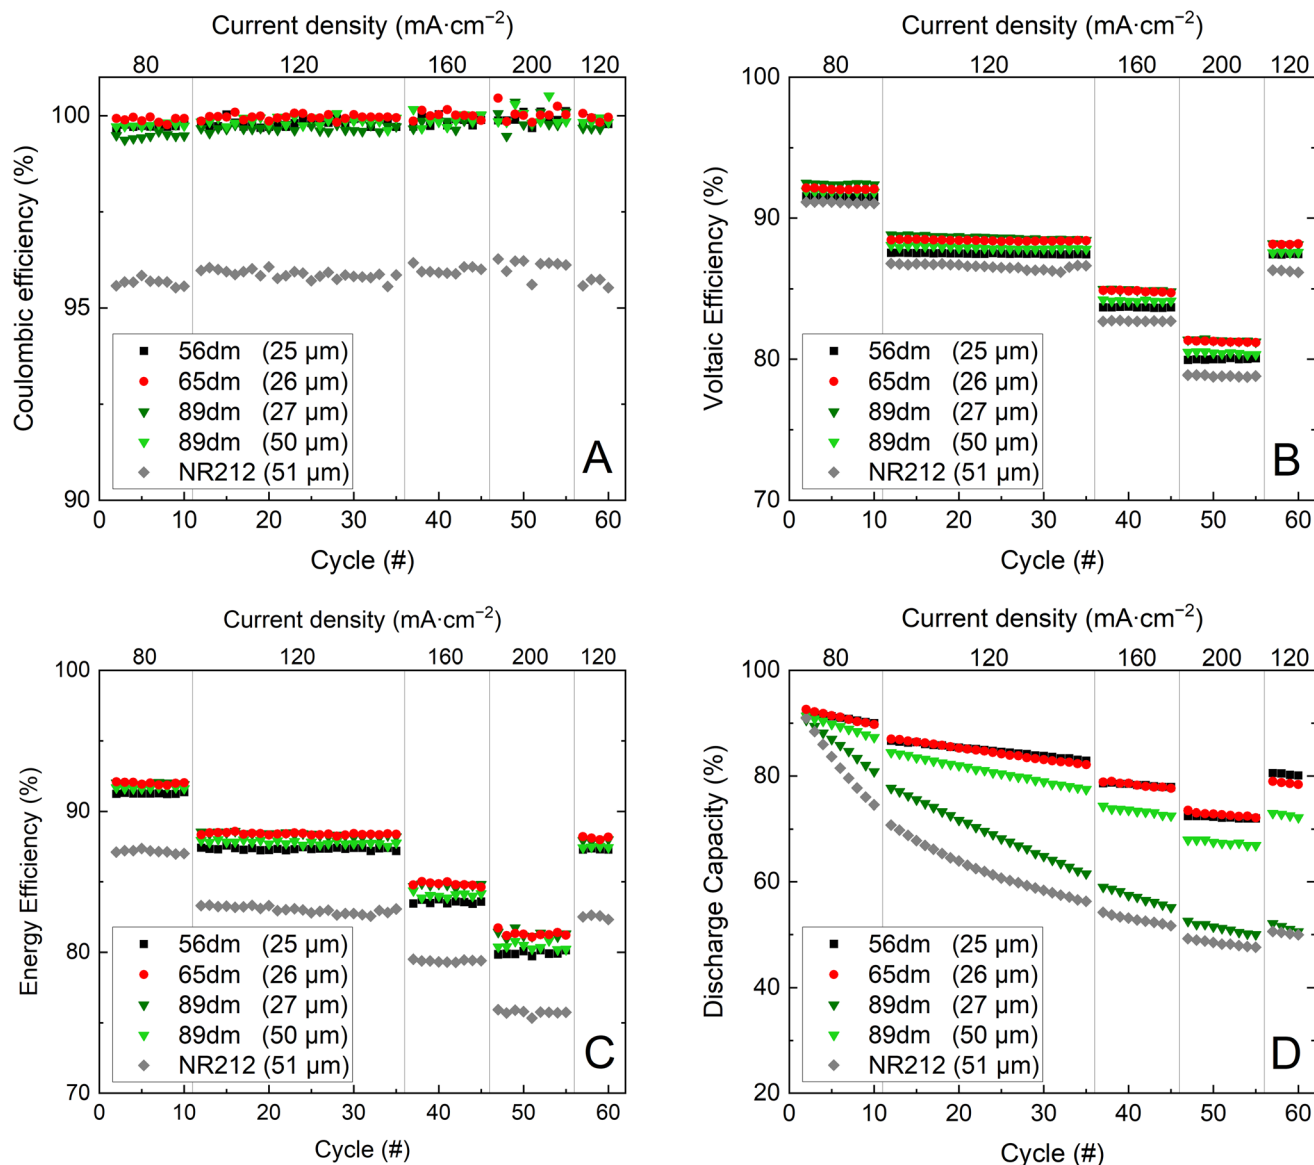 Current density (mA·cm⁻²)
80 120 160 200 120
100
95
90
Coulombic efficiency (%)
56dm (25 µm)
65dm (26 µm)
89dm (27 µm)
89dm (50 µm)
NR212 (51 µm)
A
0 10 20 30 40 50 60
Cycle (#)
Current density (mA·cm⁻²)
80 120 160 200 120
100
90
80
70
Voltaic Efficiency (%)
56dm (25 µm)
65dm (26 µm)
89dm (27 µm)
89dm (50 µm)
NR212 (51 µm)
B
0 10 20 30 40 50 60
Cycle (#)
Current density (mA·cm⁻²)
80 120 160 200 120
100
90
80
70
Energy Efficiency (%)
56dm (25 µm)
65dm (26 µm)
89dm (27 µm)
89dm (50 µm)
NR212 (51 µm)
C
0 10 20 30 40 50 60
Cycle (#)
Current density (mA·cm⁻²)
80 120 160 200 120
100
80
60
40
20
Discharge Capacity (%)
56dm (25 µm)
65dm (26 µm)
89dm (27 µm)
89dm (50 µm)
NR212 (51 µm)
D
0 10 20 30 40 50 60
Cycle (#)